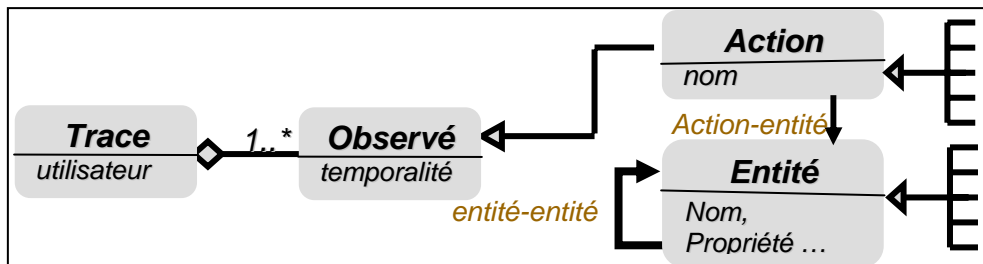 Action
nom
Trace
utilisateur
1..*
Observé
temporalité
Action-entité
Entité
Nom,
Propriété ...
entité-entité